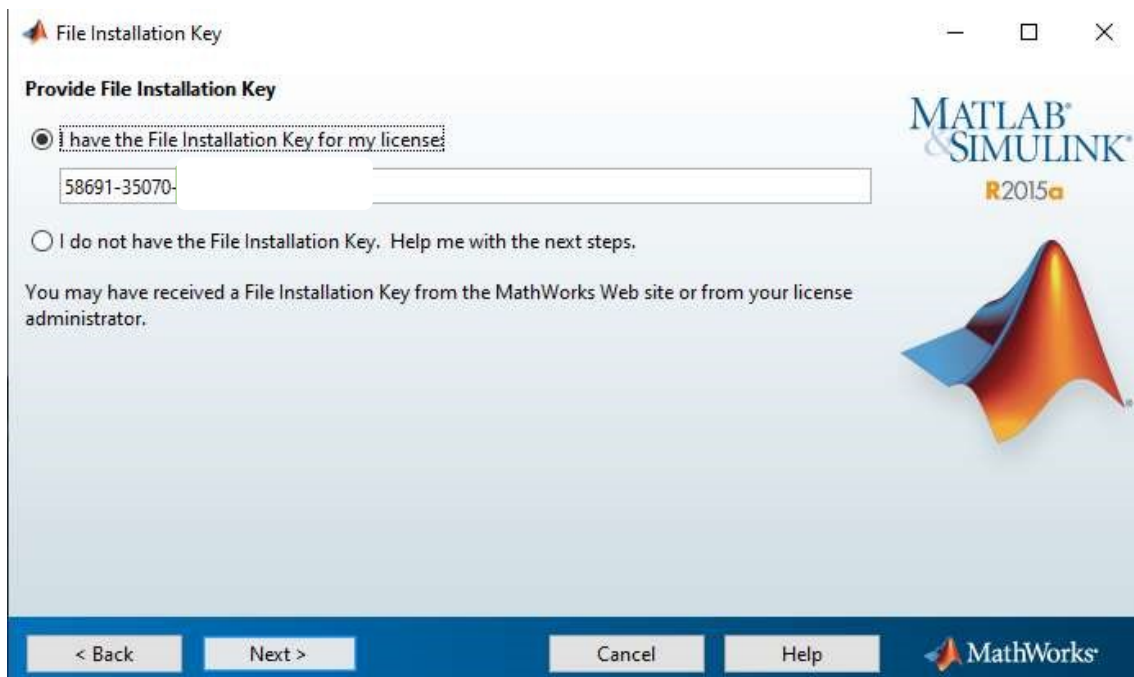 File Installation Key
Provide File Installation Key
I have the File Installation Key for my license:
58691-35070-
I do not have the File Installation Key. Help me with the next steps.
You may have received a File Installation Key from the MathWorks Web site or from your license
administrator.
MATLAB®
&SIMULINK®
R2015a
< Back
Next >
Cancel
Help
MathWorks®